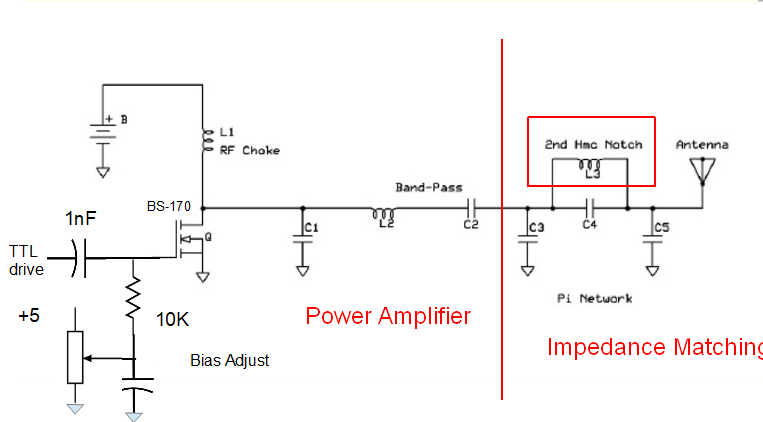 + B
L1
RF Choke
2nd Hmc Notch
L3
Antenna
Band-Pass
BS-170
Q
1nF
L2
C2
C1
C3
C4
C5
TTL
drive
Pi Network
+5
10K
Power Amplifier
Impedance Matching
Bias Adjust